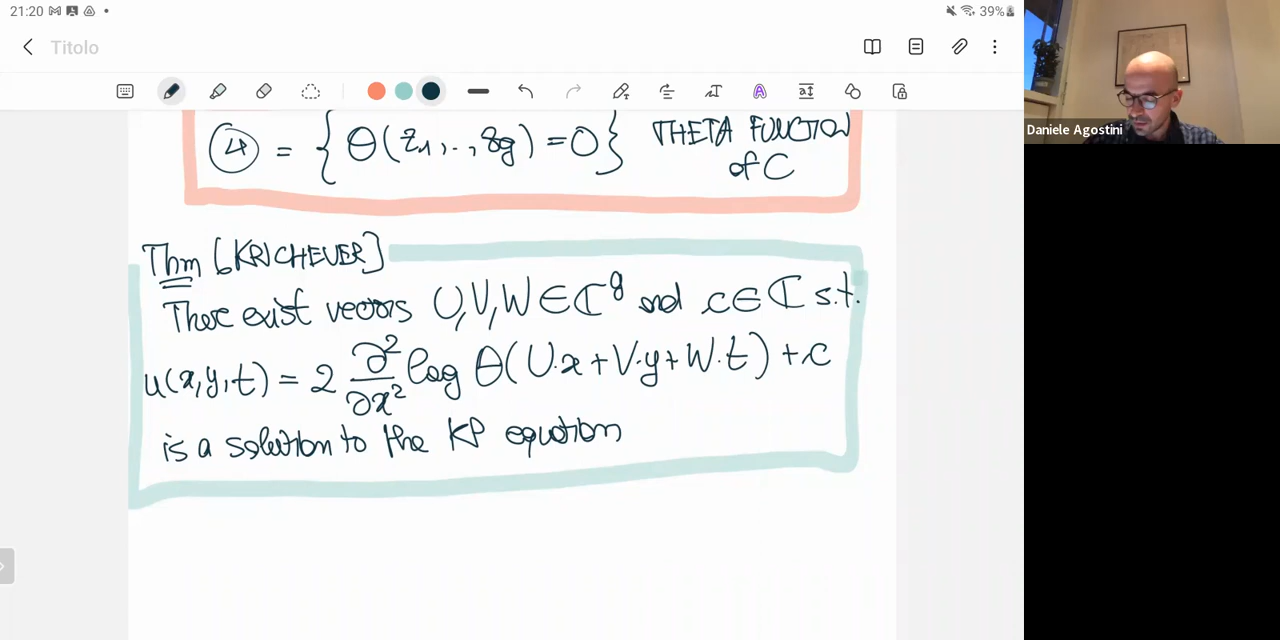 21:20
39%
Titolo
Daniele Agostini
Ⓗ = { θ(z1,..,zg)=0 } THETA FUNCTION
of C
Thm [KRICHEVER]
There exist vectors U,V,W ∈ ℂ^g and c ∈ ℂ s.t.
u(x,y,t) = 2 ∂²/∂x² log θ(U·x+V·y+W·t) + c
is a solution to the KP equation